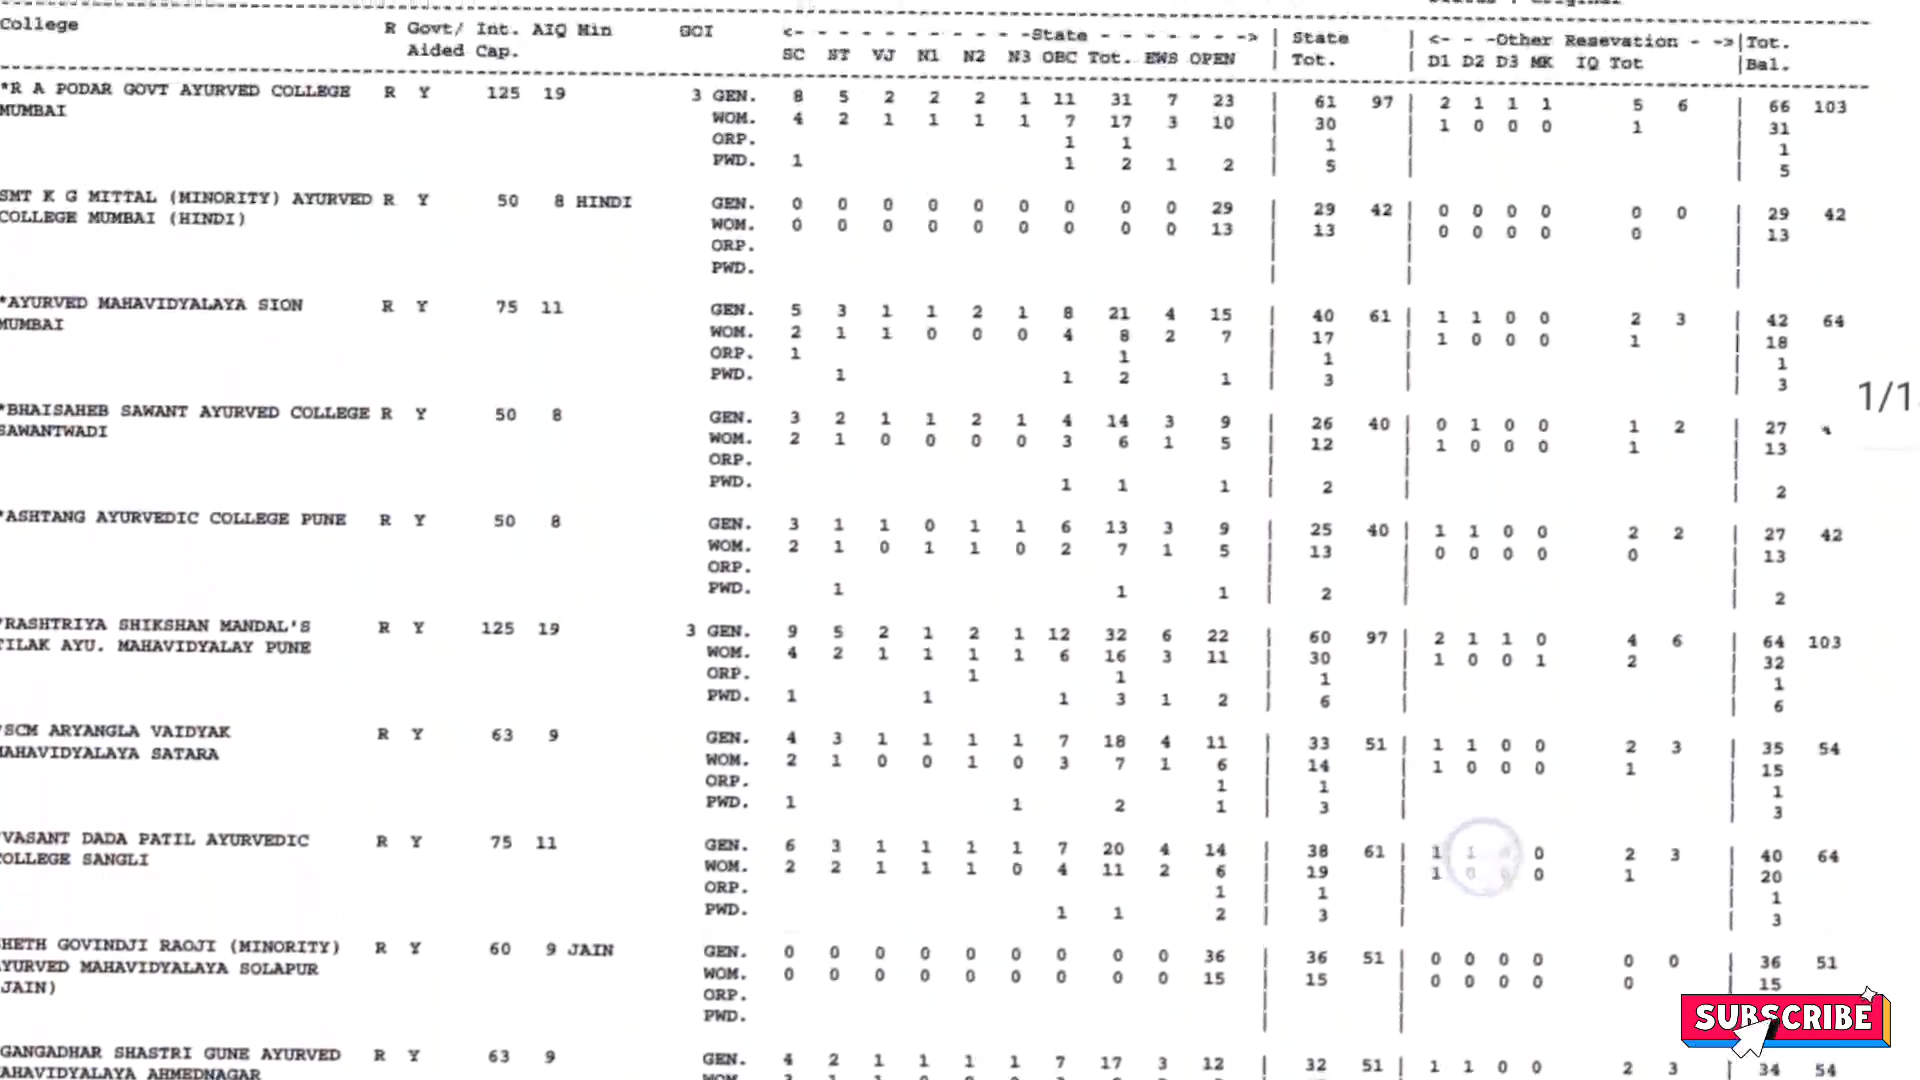 College R Govt/ Int. AIQ Min GOI <- - - - - - - - - - -State - - - - - - -> | State | <- - -Other Resevation - ->|Tot.
Aided Cap. SC ST VJ N1 N2 N3 OBC Tot. EWS OPEN | Tot. | D1 D2 D3 MK IQ Tot |Bal.
*R A PODAR GOVT AYURVED COLLEGE R Y 125 19 3 GEN. 8 5 2 2 2 1 11 31 7 23 | 61 97 | 2 1 1 1 5 6 | 66 103
MUMBAI WOM. 4 2 1 1 1 1 7 17 3 10 | 30 | 1 0 0 0 1 | 31
ORP. 1 1 | 1 | | 1
PWD. 1 1 2 1 2 | 5 | | 5
SMT K G MITTAL (MINORITY) AYURVED R Y 50 8 HINDI GEN. 0 0 0 0 0 0 0 0 0 29 | 29 42 | 0 0 0 0 0 0 | 29 42
COLLEGE MUMBAI (HINDI) WOM. 0 0 0 0 0 0 0 0 0 13 | 13 | 0 0 0 0 0 | 13
ORP. | | |
PWD. | | |
*AYURVED MAHAVIDYALAYA SION R Y 75 11 GEN. 5 3 1 1 2 1 8 21 4 15 | 40 61 | 1 1 0 0 2 3 | 42 64
MUMBAI WOM. 2 1 1 0 0 0 4 8 2 7 | 17 | 1 0 0 0 1 | 18
ORP. 1 1 | 1 | | 1
PWD. 1 1 2 1 | 3 | | 3
*BHAISAHEB SAWANT AYURVED COLLEGE R Y 50 8 GEN. 3 2 1 1 2 1 4 14 3 9 | 26 40 | 0 1 0 0 1 2 | 27
SAWANTWADI WOM. 2 1 0 0 0 0 3 6 1 5 | 12 | 1 0 0 0 1 | 13
ORP. | | |
PWD. 1 1 1 | 2 | | 2
*ASHTANG AYURVEDIC COLLEGE PUNE R Y 50 8 GEN. 3 1 1 0 1 1 6 13 3 9 | 25 40 | 1 1 0 0 2 2 | 27 42
WOM. 2 1 0 1 1 0 2 7 1 5 | 13 | 0 0 0 0 0 | 13
ORP. | | |
PWD. 1 1 1 | 2 | | 2
*RASHTRIYA SHIKSHAN MANDAL'S R Y 125 19 3 GEN. 9 5 2 1 2 1 12 32 6 22 | 60 97 | 2 1 1 0 4 6 | 64 103
TILAK AYU. MAHAVIDYALAY PUNE WOM. 4 2 1 1 1 1 6 16 3 11 | 30 | 1 0 0 1 2 | 32
ORP. 1 1 | 1 | | 1
PWD. 1 1 1 3 1 2 | 6 | | 6
*SCM ARYANGLA VAIDYAK R Y 63 9 GEN. 4 3 1 1 1 1 7 18 4 11 | 33 51 | 1 1 0 0 2 3 | 35 54
MAHAVIDYALAYA SATARA WOM. 2 1 0 0 1 0 3 7 1 6 | 14 | 1 0 0 0 1 | 15
ORP. 1 | 1 | | 1
PWD. 1 1 2 1 | 3 | | 3
*VASANT DADA PATIL AYURVEDIC R Y 75 11 GEN. 6 3 1 1 1 1 7 20 4 14 | 38 61 | 1 1 0 0 2 3 | 40 64
COLLEGE SANGLI WOM. 2 2 1 1 1 0 4 11 2 6 | 19 | 1 0 0 0 1 | 20
ORP. 1 | 1 | | 1
PWD. 1 1 2 | 3 | | 3
HETH GOVINDJI RAOJI (MINORITY) R Y 60 9 JAIN GEN. 0 0 0 0 0 0 0 0 0 36 | 36 51 | 0 0 0 0 0 0 | 36 51
AYURVED MAHAVIDYALAYA SOLAPUR WOM. 0 0 0 0 0 0 0 0 0 15 | 15 | 0 0 0 0 0 | 15
JAIN) ORP. | | |
PWD. | |
GANGADHAR SHASTRI GUNE AYURVED R Y 63 9 GEN. 4 2 1 1 1 1 7 17 3 12 | 32 51 | 1 1 0 0 2 3 | 34 54
MAHAVIDYALAYA AHMEDNAGAR
1/1
SUBSCRIBE